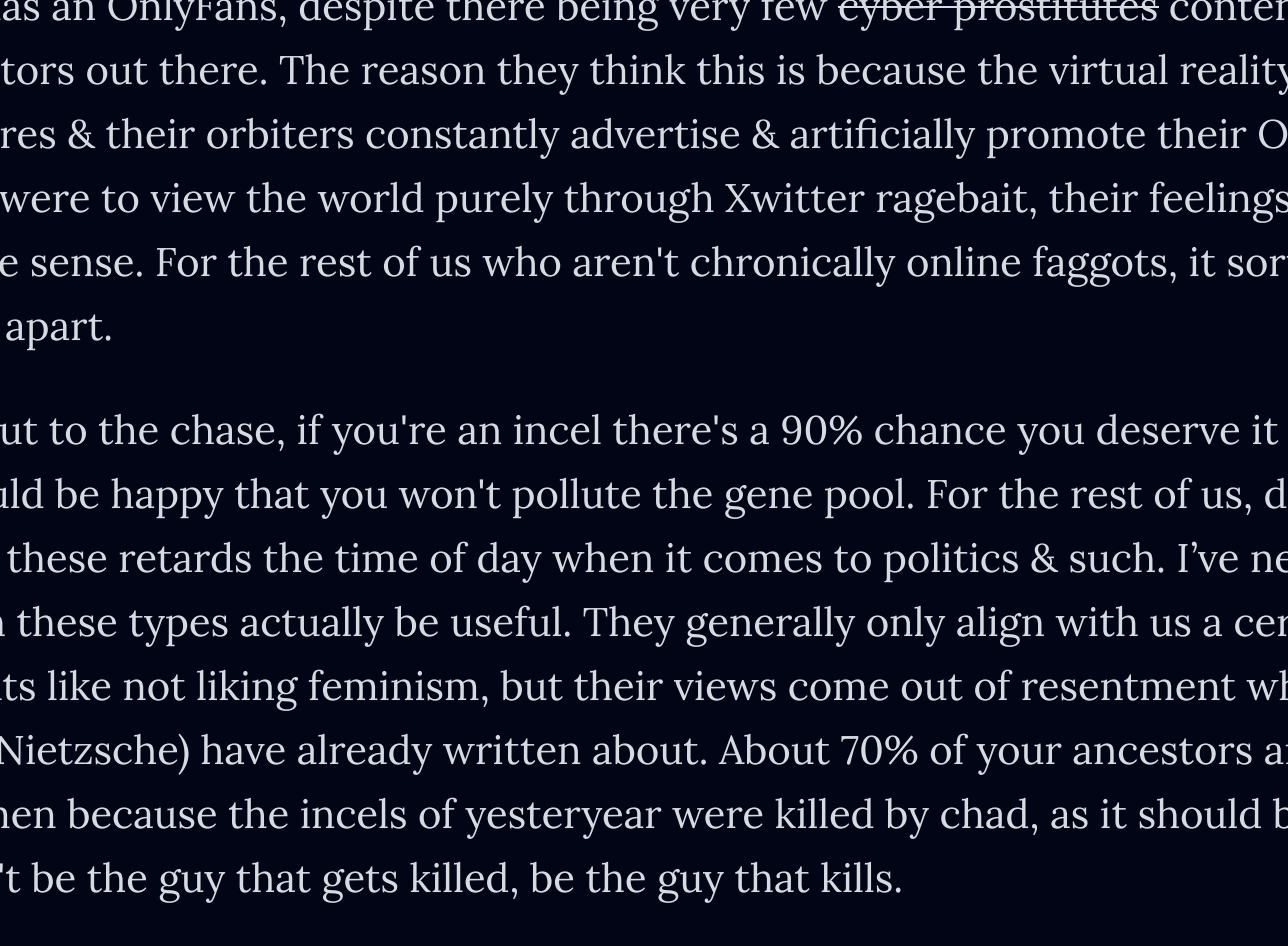 as an OnlyFans, despite there being very few cyber prostitutes conten
tors out there. The reason they think this is because the virtual reality
res & their orbiters constantly advertise & artificially promote their O
were to view the world purely through Xwitter ragebait, their feelings
e sense. For the rest of us who aren't chronically online faggots, it sor
apart.
ut to the chase, if you're an incel there's a 90% chance you deserve it
uld be happy that you won't pollute the gene pool. For the rest of us, d
these retards the time of day when it comes to politics & such. I’ve ne
n these types actually be useful. They generally only align with us a cer
ts like not liking feminism, but their views come out of resentment wh
Nietzsche) have already written about. About 70% of your ancestors a
men because the incels of yesteryear were killed by chad, as it should b
't be the guy that gets killed, be the guy that kills.